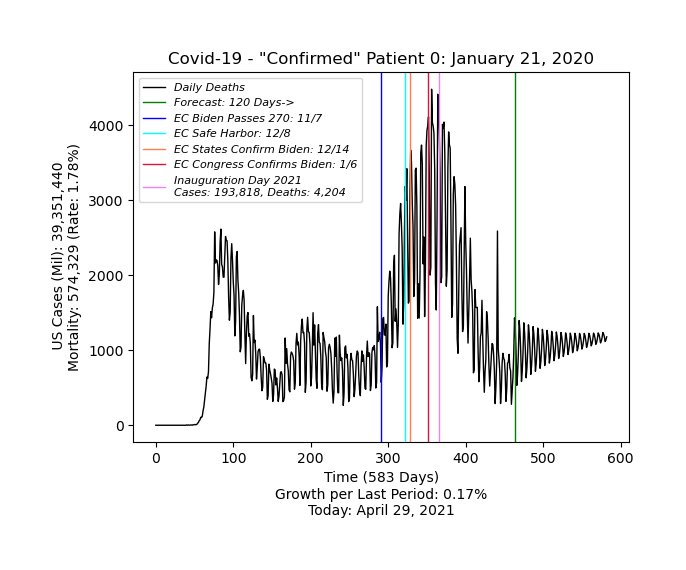 Covid-19 - "Confirmed" Patient 0: January 21, 2020
Daily Deaths
Forecast: 120 Days->
EC Biden Passes 270: 11/7
EC Safe Harbor: 12/8
EC States Confirm Biden: 12/14
EC Congress Confirms Biden: 1/6
Inauguration Day 2021
Cases: 193,818, Deaths: 4,204
US Cases (Mil): 39,351,440
Mortality: 574,329 (Rate: 1.78%)
4000
3000
2000
1000
0
0 100 200 300 400 500 600
Time (583 Days)
Growth per Last Period: 0.17%
Today: April 29, 2021